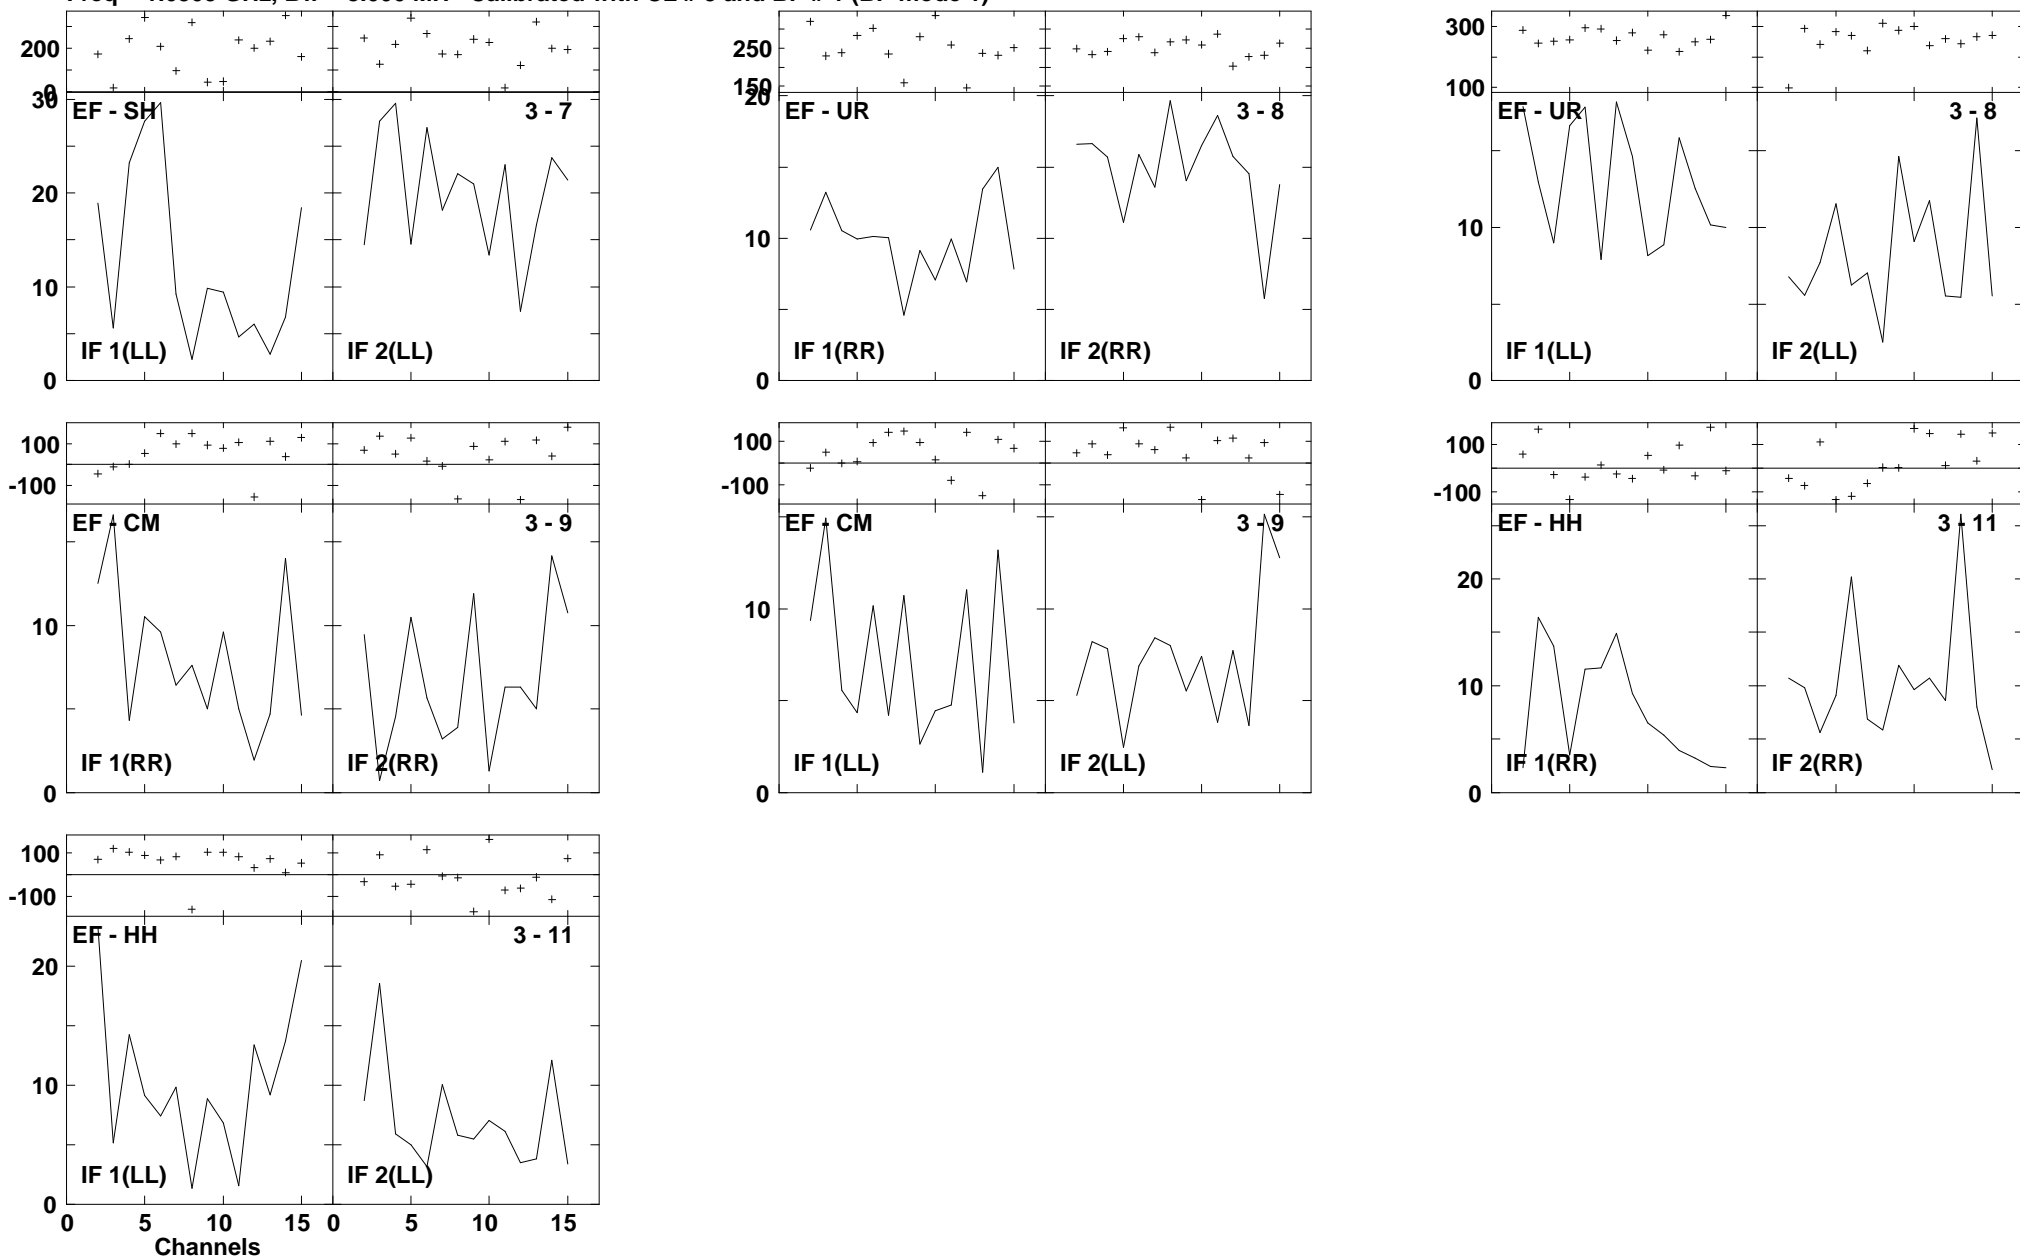 200
0
30
EF - SH
3 - 7
20
10
IF 1(LL)
IF 2(LL)
0
250
150
20
EF - UR
3 - 8
10
IF 1(RR)
IF 2(RR)
0
300
100
EF - UR
3 - 8
10
IF 1(LL)
IF 2(LL)
0
100
-100
EF - CM
3 - 9
10
IF 1(RR)
IF 2(RR)
0
100
-100
EF - CM
3 - 9
10
IF 1(LL)
IF 2(LL)
0
100
-100
EF - HH
3 - 11
20
10
IF 1(RR)
IF 2(RR)
0
100
-100
EF - HH
3 - 11
20
10
IF 1(LL)
IF 2(LL)
0
0 5 10 15 0 5 10 15
Channels